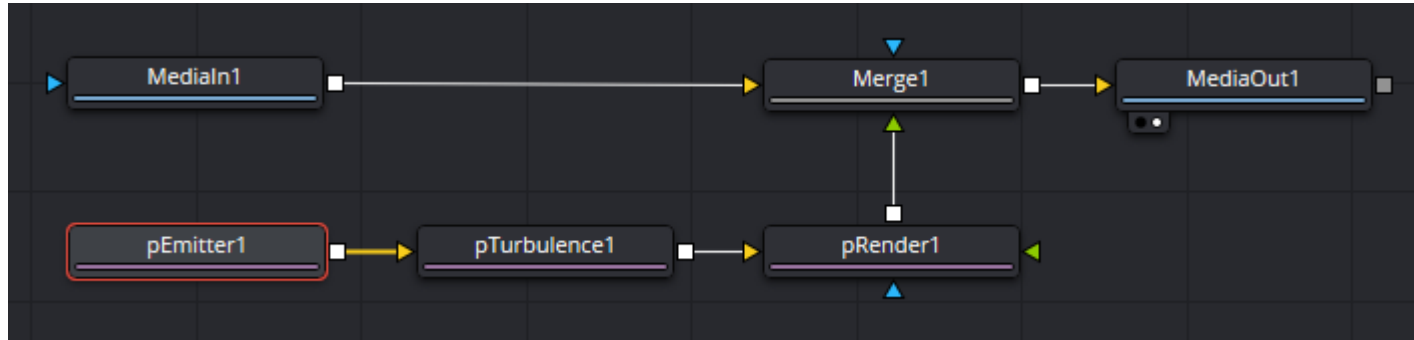 MediaIn1
Merge1
MediaOut1
pEmitter1
pTurbulence1
pRender1